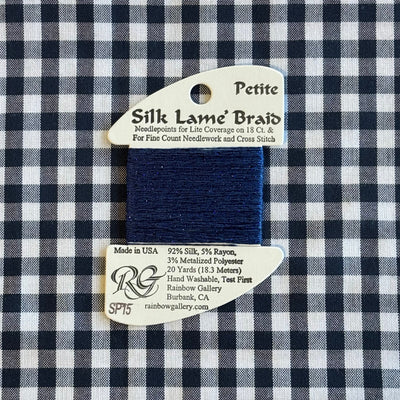 Petite
Silk Lamé Braid
Needlepoints for Lite Coverage on 18 Ct. &
For Fine Count Needlework and Cross Stitch
Made in USA
92% Silk, 5% Rayon,
3% Metalized Polyester
20 Yards (18.3 Meters)
Hand Washable, Test First
Rainbow Gallery
Burbank, CA
rainbowgallery.com
RG
SP75